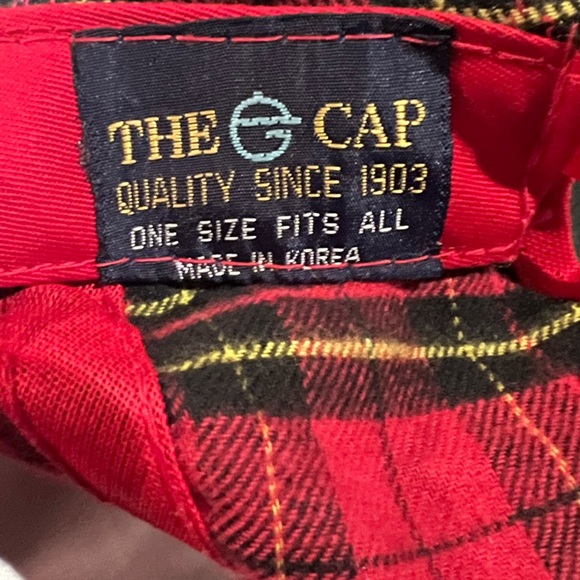 THE G CAP
QUALITY SINCE 1903
ONE SIZE FITS ALL
MADE IN KOREA